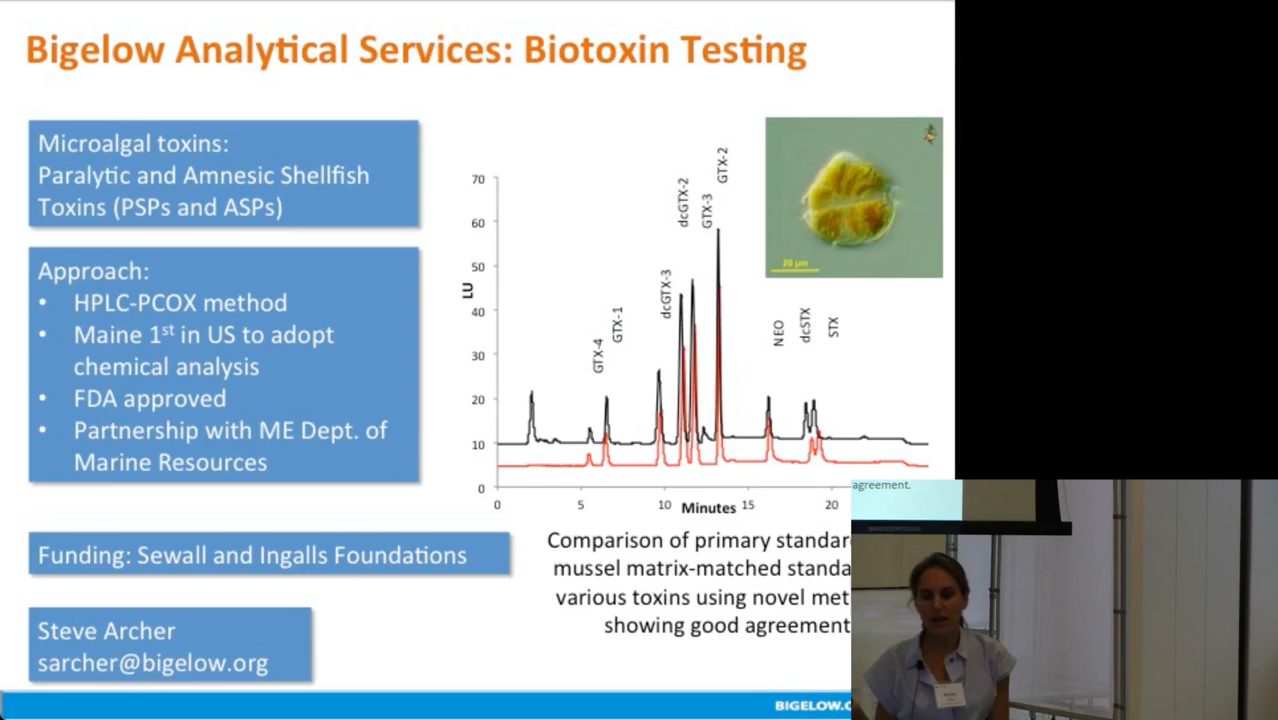 Bigelow Analytical Services: Biotoxin Testing
Microalgal toxins:
Paralytic and Amnesic Shellfish
Toxins (PSPs and ASPs)
Approach:
• HPLC-PCOX method
• Maine 1st in US to adopt
chemical analysis
• FDA approved
• Partnership with ME Dept. of
Marine Resources
Funding: Sewall and Ingalls Foundations
Steve Archer
sarcher@bigelow.org
LU
70
60
50
40
30
20
10
0
GTX-4
GTX-1
dcGTX-3
dcGTX-2
GTX-3
GTX-2
NEO
dcSTX
STX
0 5 10 15 20
Minutes
20 µm
Comparison of primary standar
mussel matrix-matched standa
various toxins using novel met
showing good agreement
agreement.
BIGELOW.O